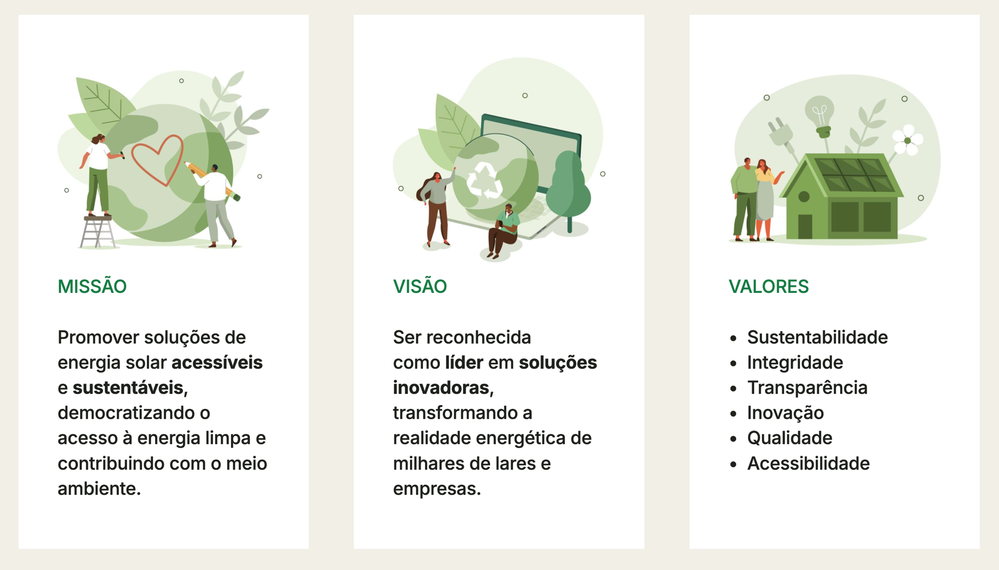 MISSÃO
Promover soluções de
energia solar acessíveis
e sustentáveis,
democratizando o
acesso à energia limpa e
contribuindo com o meio
ambiente.
VISÃO
Ser reconhecida
como líder em soluções
inovadoras,
transformando a
realidade energética de
milhares de lares e
empresas.
VALORES
• Sustentabilidade
• Integridade
• Transparência
• Inovação
• Qualidade
• Acessibilidade